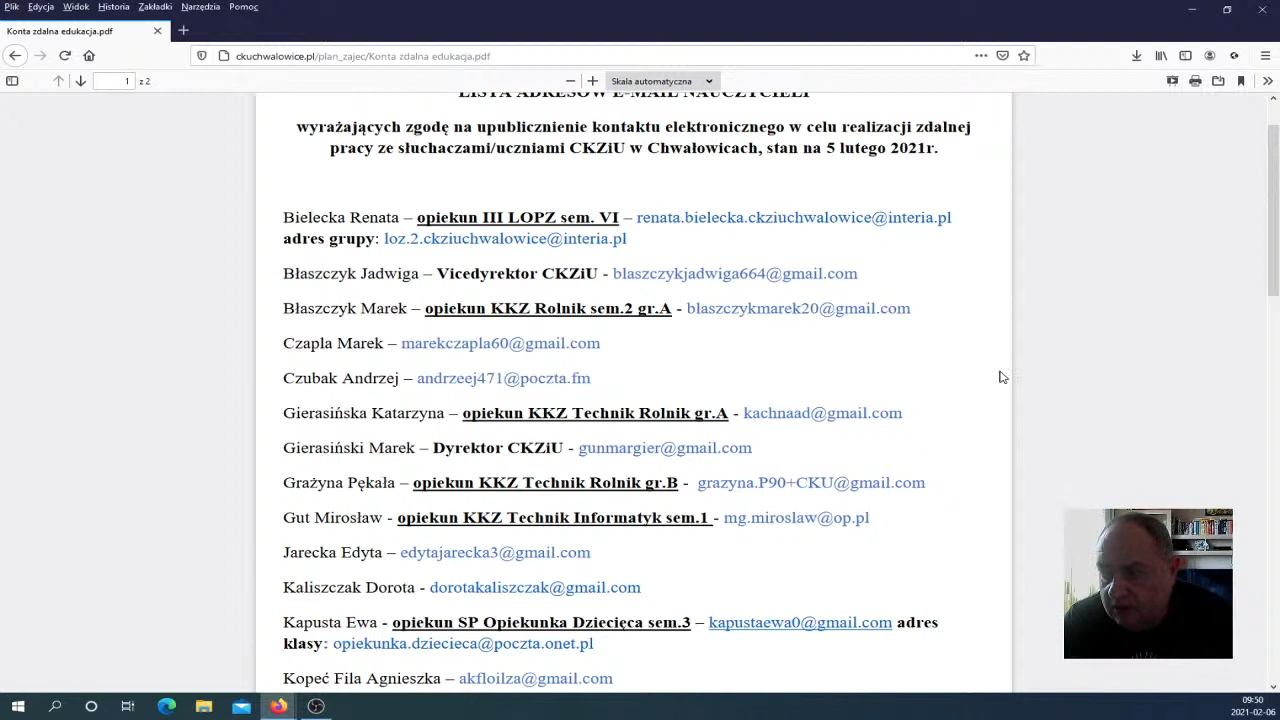 Plik Edycja Widok Historia Zakładki Narzędzia Pomoc
Konta zdalna edukacja.pdf
ckuchwalowice.pl/plan_zajec/Konta zdalna edukacja.pdf
1 z 2 Skala automatyczna
LISTA ADRESÓW E-MAIL NAUCZYCIELI
wyrażających zgodę na upublicznienie kontaktu elektronicznego w celu realizacji zdalnej
pracy ze słuchaczami/uczniami CKZiU w Chwałowicach, stan na 5 lutego 2021r.
Bielecka Renata – opiekun III LOPZ sem. VI – renata.bielecka.ckziuchwalowice@interia.pl
adres grupy: loz.2.ckziuchwalowice@interia.pl
Błaszczyk Jadwiga – Vicedyrektor CKZiU - blaszczykjadwiga664@gmail.com
Błaszczyk Marek – opiekun KKZ Rolnik sem.2 gr.A - blaszczykmarek20@gmail.com
Czapla Marek – marekczapla60@gmail.com
Czubak Andrzej – andrzeej471@poczta.fm
Gierasińska Katarzyna – opiekun KKZ Technik Rolnik gr.A - kachnaad@gmail.com
Gierasiński Marek – Dyrektor CKZiU - gunmargier@gmail.com
Grażyna Pękała – opiekun KKZ Technik Rolnik gr.B - grazyna.P90+CKU@gmail.com
Gut Mirosław - opiekun KKZ Technik Informatyk sem.1 - mg.miroslaw@op.pl
Jarecka Edyta – edytajarecka3@gmail.com
Kaliszczak Dorota - dorotakaliszczak@gmail.com
Kapusta Ewa - opiekun SP Opiekunka Dziecięca sem.3 – kapustaewa0@gmail.com adres
klasy: opiekunka.dziecieca@poczta.onet.pl
Kopeć Fila Agnieszka – akfloilza@gmail.com
09:50
2021-02-06